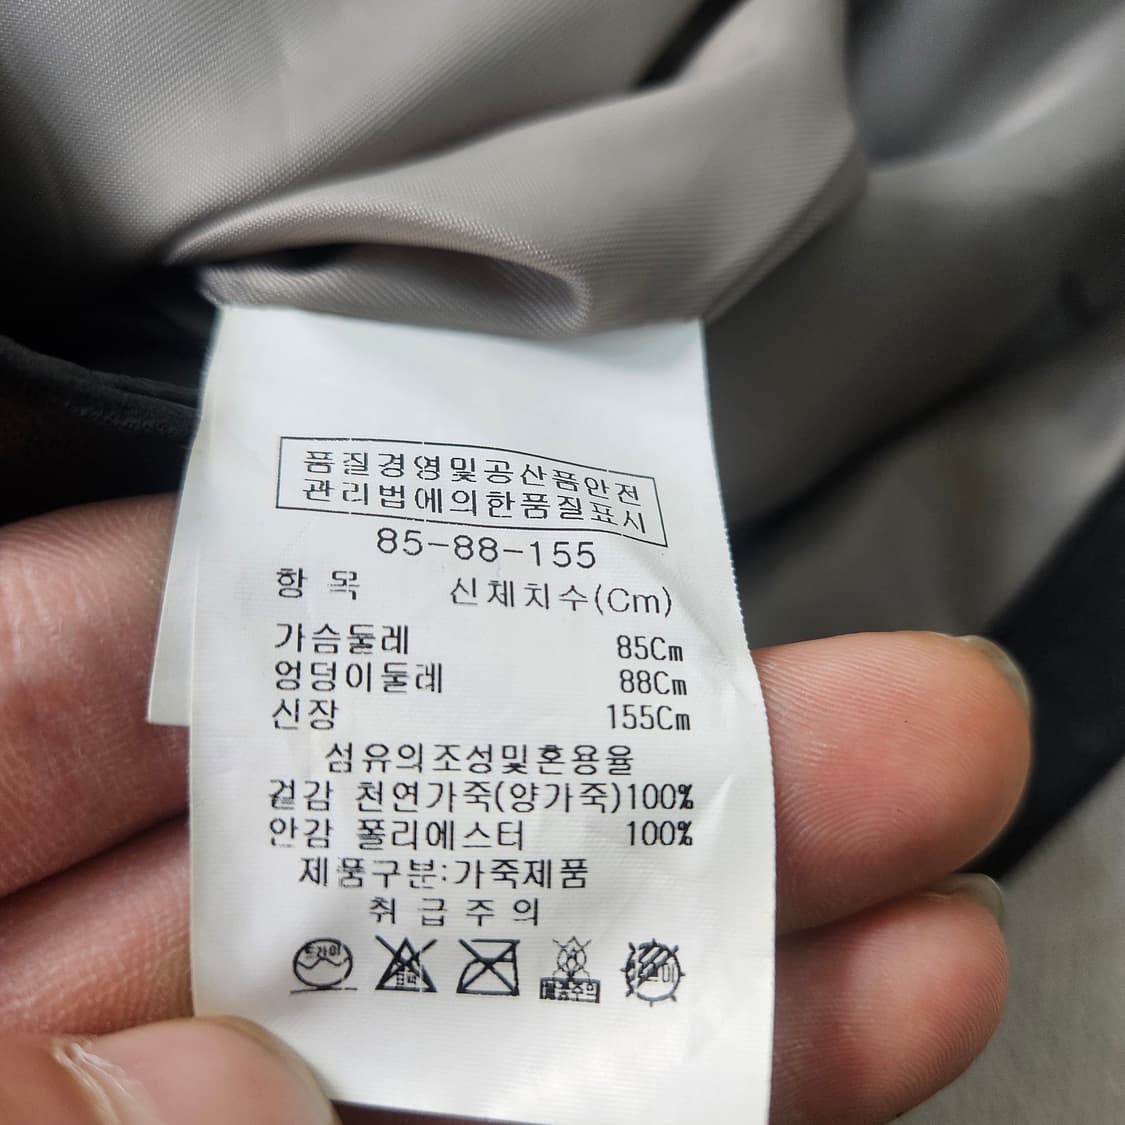 품질경영및공산품안전
관리법에의한품질표시
85-88-155
항 목 신체치수(Cm)
가슴둘레 85Cm
엉덩이둘레 88Cm
신장 155Cm
섬유의조성및혼용율
겉감 천연가죽(양가죽)100%
안감 폴리에스터 100%
제품구분:가죽제품
취급주의
드라이